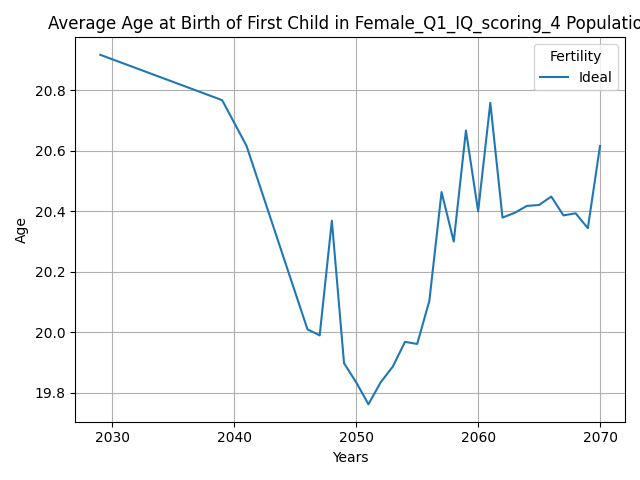 Average Age at Birth of First Child in Female_Q1_IQ_scoring_4 Populatio
Fertility
Ideal
20.8
20.6
20.4
20.2
20.0
19.8
Age
2030 2040 2050 2060 2070
Years